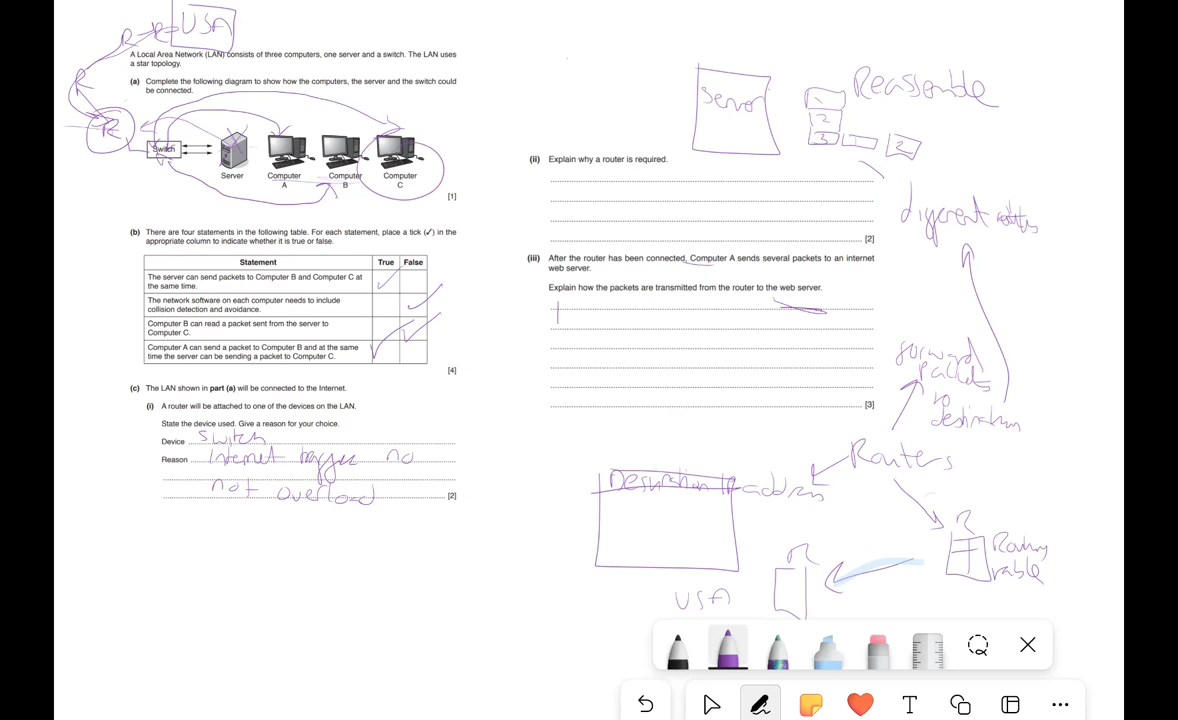 USA
R
A Local Area Network (LAN) consists of three computers, one server and a switch. The LAN uses
a star topology.
(a) Complete the following diagram to show how the computers, the server and the switch could
be connected.
R
R
Switch
Server
Computer
A
Computer
B
Computer
C
[1]
(b) There are four statements in the following table. For each statement, place a tick (✓) in the
appropriate column to indicate whether it is true or false.
Statement True False
The server can send packets to Computer B and Computer C at
the same time.
The network software on each computer needs to include
collision detection and avoidance.
Computer B can read a packet sent from the server to
Computer C.
Computer A can send a packet to Computer B and at the same
time the server can be sending a packet to Computer C.
[4]
(c) The LAN shown in part (a) will be connected to the Internet.
(i) A router will be attached to one of the devices on the LAN.
State the device used. Give a reason for your choice.
Device switch
Reason Internet no
not overload
[2]
Server
1
2
3
2
Reassemble
(ii) Explain why a router is required.
[2]
different
(iii) After the router has been connected, Computer A sends several packets to an internet
web server.
Explain how the packets are transmitted from the router to the web server.
[3]
forward
packets
to
destination
Routers
Destination IP address
R
Routing
table
R
USA
T